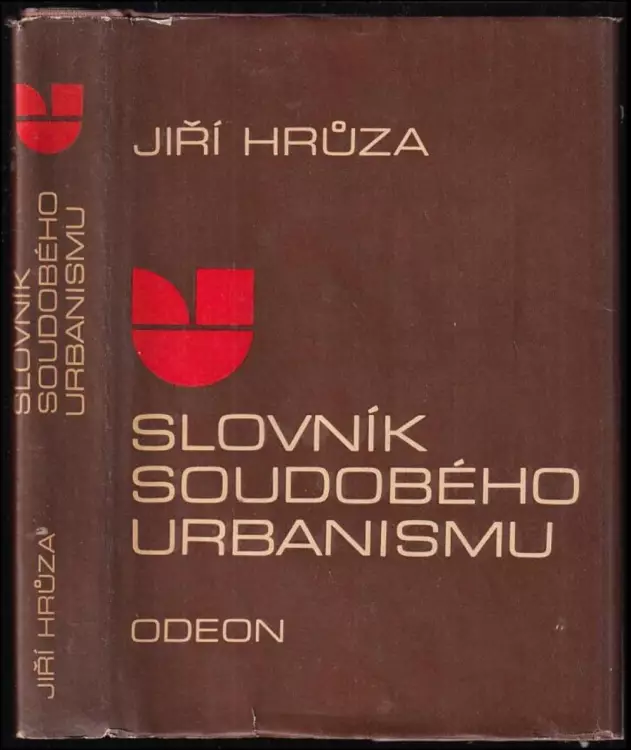 JIŘÍ HRŮZA
SLOVNÍK
SOUDOBÉHO
URBANISMU
ODEON
SLOVNÍK
SOUDOBÉHO
URBANISMU
JIŘÍ HRŮZA